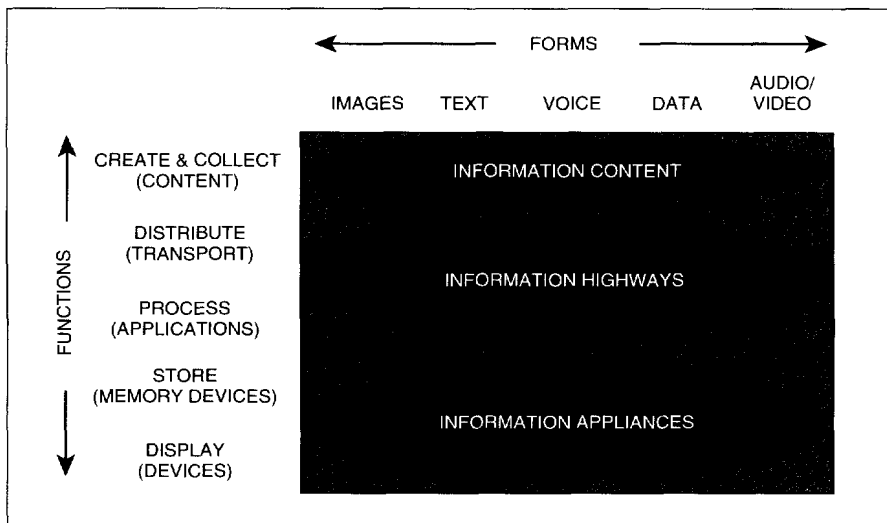 FORMS
IMAGES TEXT VOICE DATA AUDIO/
VIDEO
FUNCTIONS
CREATE & COLLECT
(CONTENT)
INFORMATION CONTENT
DISTRIBUTE
(TRANSPORT)
INFORMATION HIGHWAYS
PROCESS
(APPLICATIONS)
STORE
(MEMORY DEVICES)
INFORMATION APPLIANCES
DISPLAY
(DEVICES)